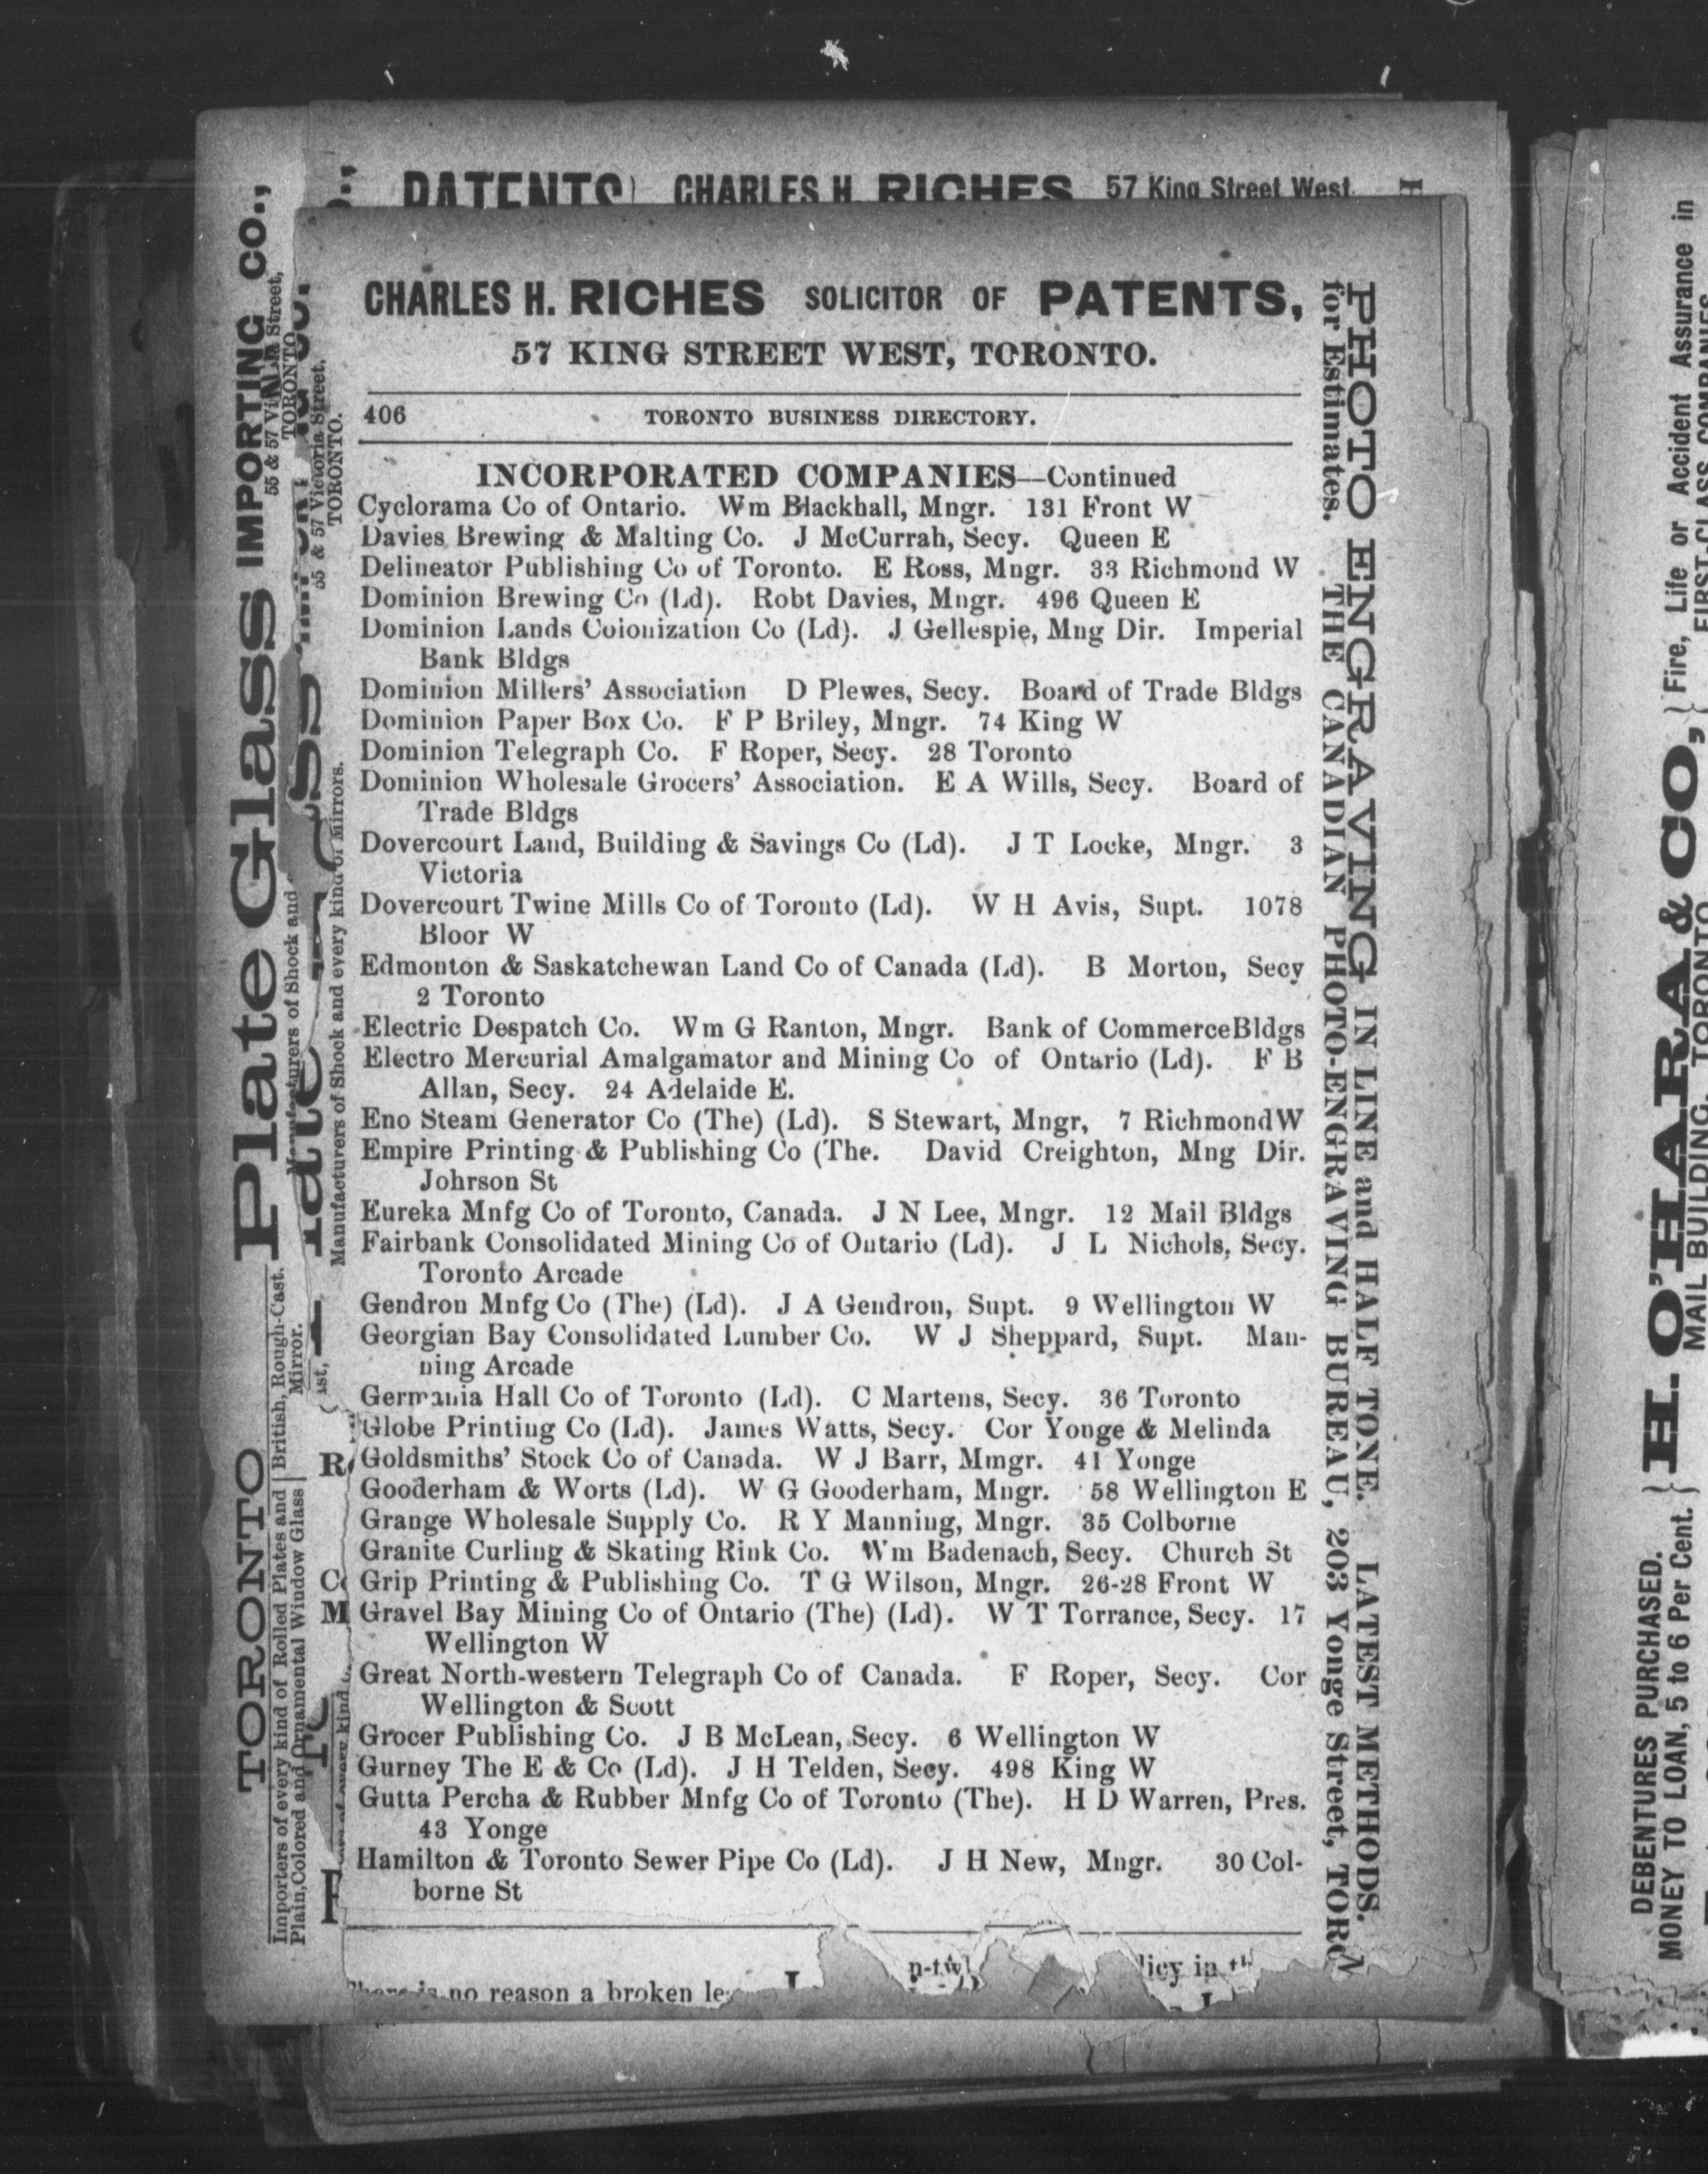 PATENTS CHARLES H. RICHES 57 King Street West.
CHARLES H. RICHES SOLICITOR OF PATENTS,
57 KING STREET WEST, TORONTO.
406 TORONTO BUSINESS DIRECTORY.
INCORPORATED COMPANIES—Continued
Cyclorama Co of Ontario. Wm Blackhall, Mngr. 131 Front W
Davies Brewing & Malting Co. J McCurrah, Secy. Queen E
Delineator Publishing Co of Toronto. E Ross, Mngr. 33 Richmond W
Dominion Brewing Co (Ld). Robt Davies, Mngr. 496 Queen E
Dominion Lands Colonization Co (Ld). J Gellespie, Mng Dir. Imperial
Bank Bldgs
Dominion Millers' Association D Plewes, Secy. Board of Trade Bldgs
Dominion Paper Box Co. F P Briley, Mngr. 74 King W
Dominion Telegraph Co. F Roper, Secy. 28 Toronto
Dominion Wholesale Grocers' Association. E A Wills, Secy. Board of
Trade Bldgs
Dovercourt Land, Building & Savings Co (Ld). J T Locke, Mngr. 3
Victoria
Dovercourt Twine Mills Co of Toronto (Ld). W H Avis, Supt. 1078
Bloor W
Edmonton & Saskatchewan Land Co of Canada (Ld). B Morton, Secy
2 Toronto
Electric Despatch Co. Wm G Ranton, Mngr. Bank of CommerceBldgs
Electro Mercurial Amalgamator and Mining Co of Ontario (Ld). F B
Allan, Secy. 24 Adelaide E.
Eno Steam Generator Co (The) (Ld). S Stewart, Mngr, 7 RichmondW
Empire Printing & Publishing Co (The. David Creighton, Mng Dir.
Johrson St
Eureka Mnfg Co of Toronto, Canada. J N Lee, Mngr. 12 Mail Bldgs
Fairbank Consolidated Mining Co of Ontario (Ld). J L Nichols, Secy.
Toronto Arcade
Gendron Mnfg Co (The) (Ld). J A Gendron, Supt. 9 Wellington W
Georgian Bay Consolidated Lumber Co. W J Sheppard, Supt. Man-
ning Arcade
Germania Hall Co of Toronto (Ld). C Martens, Secy. 36 Toronto
Globe Printing Co (Ld). James Watts, Secy. Cor Yonge & Melinda
Goldsmiths' Stock Co of Canada. W J Barr, Mmgr. 41 Yonge
Gooderham & Worts (Ld). W G Gooderham, Mngr. 58 Wellington E
Grange Wholesale Supply Co. R Y Manning, Mngr. 35 Colborne
Granite Curling & Skating Rink Co. Wm Badenach, Secy. Church St
Grip Printing & Publishing Co. T G Wilson, Mngr. 26-28 Front W
Gravel Bay Mining Co of Ontario (The) (Ld). W T Torrance, Secy. 17
Wellington W
Great North-western Telegraph Co of Canada. F Roper, Secy. Cor
Wellington & Scott
Grocer Publishing Co. J B McLean, Secy. 6 Wellington W
Gurney The E & Co (Ld). J H Telden, Secy. 498 King W
Gutta Percha & Rubber Mnfg Co of Toronto (The). H D Warren, Pres.
43 Yonge
Hamilton & Toronto Sewer Pipe Co (Ld). J H New, Mngr. 30 Col-
borne St
is no reason a broken
PHOTO ENGRAVING IN LINE and HALF TONE. LATEST METHODS.
for Estimates. THE CANADIAN PHOTO-ENGRAVING BUREAU, 203 Yonge Street,
TORONTO Plate Glass IMPORTING CO.,
55 & 57 Victoria Street,
TORONTO.
Importers of every kind of Rolled Plates and British, Rough-Cast,
Plain, Colored and Ornamental Window Glass Mirror.
Manufacturers of Shock and
55 & 57 Victoria Street,
TORONTO.
Manufacturers of Shock and every kind of Mirrors.
H. O'HARA & CO, Fire, Life or Accident Assurance in
FIRST-CLASS COMPANIES
MAIL BUILDING, TORONTO
DEBENTURES PURCHASED.
MONEY TO LOAN, 5 to 6 Per Cent.